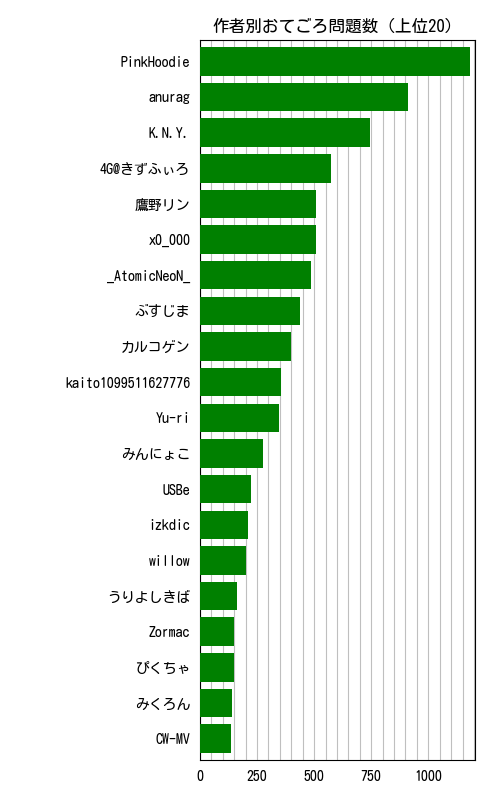 作者別おてごろ問題数 (上位20)
PinkHoodie
anurag
K.N.Y.
4G@きずふぃろ
鷹野リン
x0_000
_AtomicNeoN_
ぶすじま
カルコゲン
kaito1099511627776
Yu-ri
みんにょこ
USBe
izkdic
willow
うりよしきば
Zormac
ぴくちゃ
みくろん
CW-MV
0 250 500 750 1000